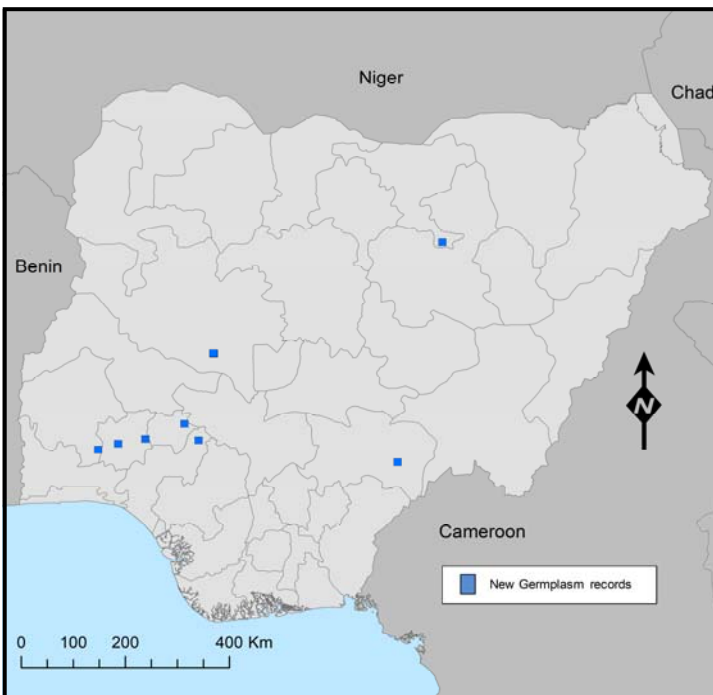 Niger
Chad
Benin
N
Cameroon
New Germplasm records
0 100 200 400 Km